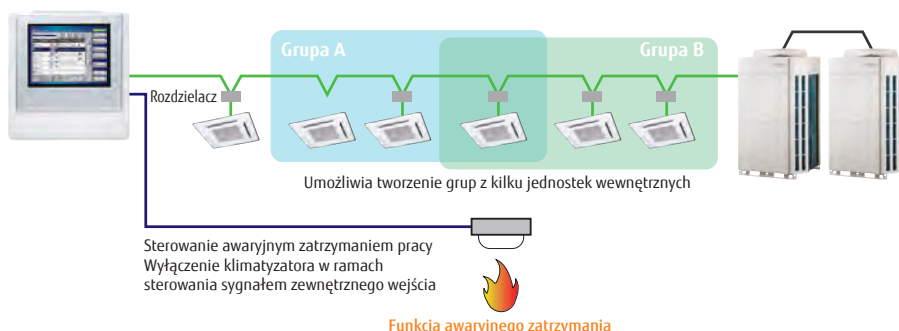 Grupa A
Grupa B
Rozdzielacz
Umożliwia tworzenie grup z kilku jednostek wewnętrznych
Sterowanie awaryjnym zatrzymaniem pracy
Wyłączenie klimatyzatora w ramach
sterowania sygnałem zewnętrznego wejścia
Funkcja awaryjnego zatrzymania